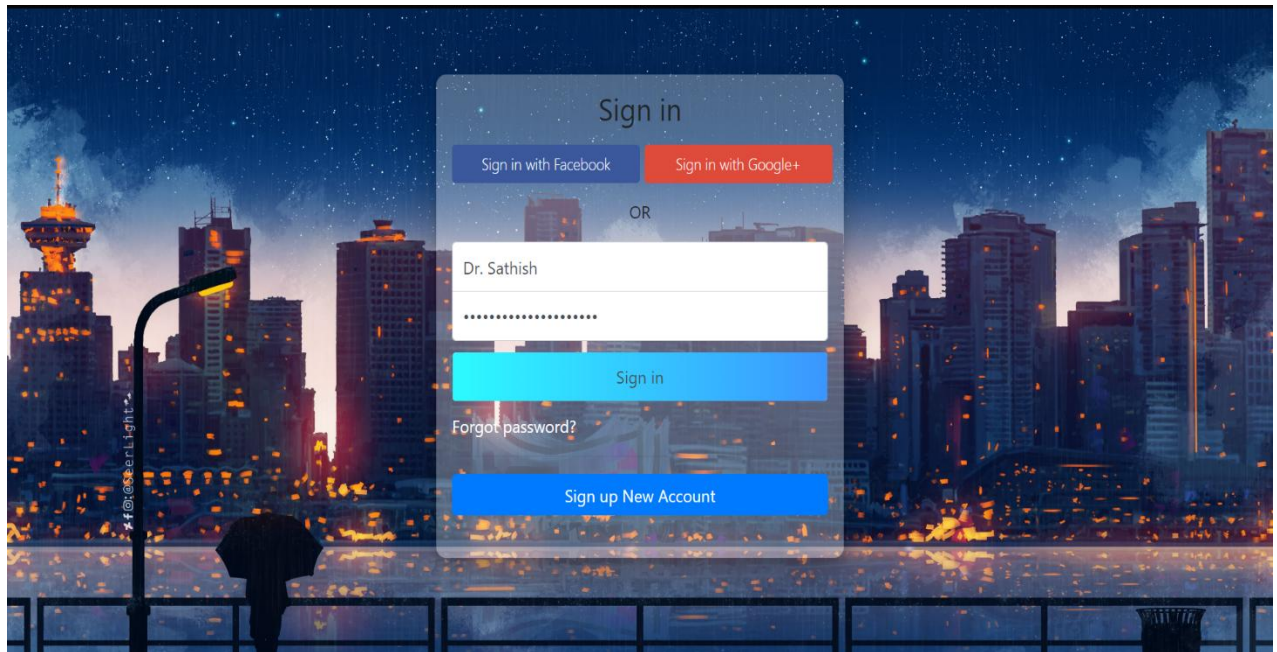 Sign in
Sign in with Facebook
Sign in with Google+
OR
Dr. Sathish
•••••••••••••••••••••
Sign in
Forgot password?
Sign up New Account
@SeerLight